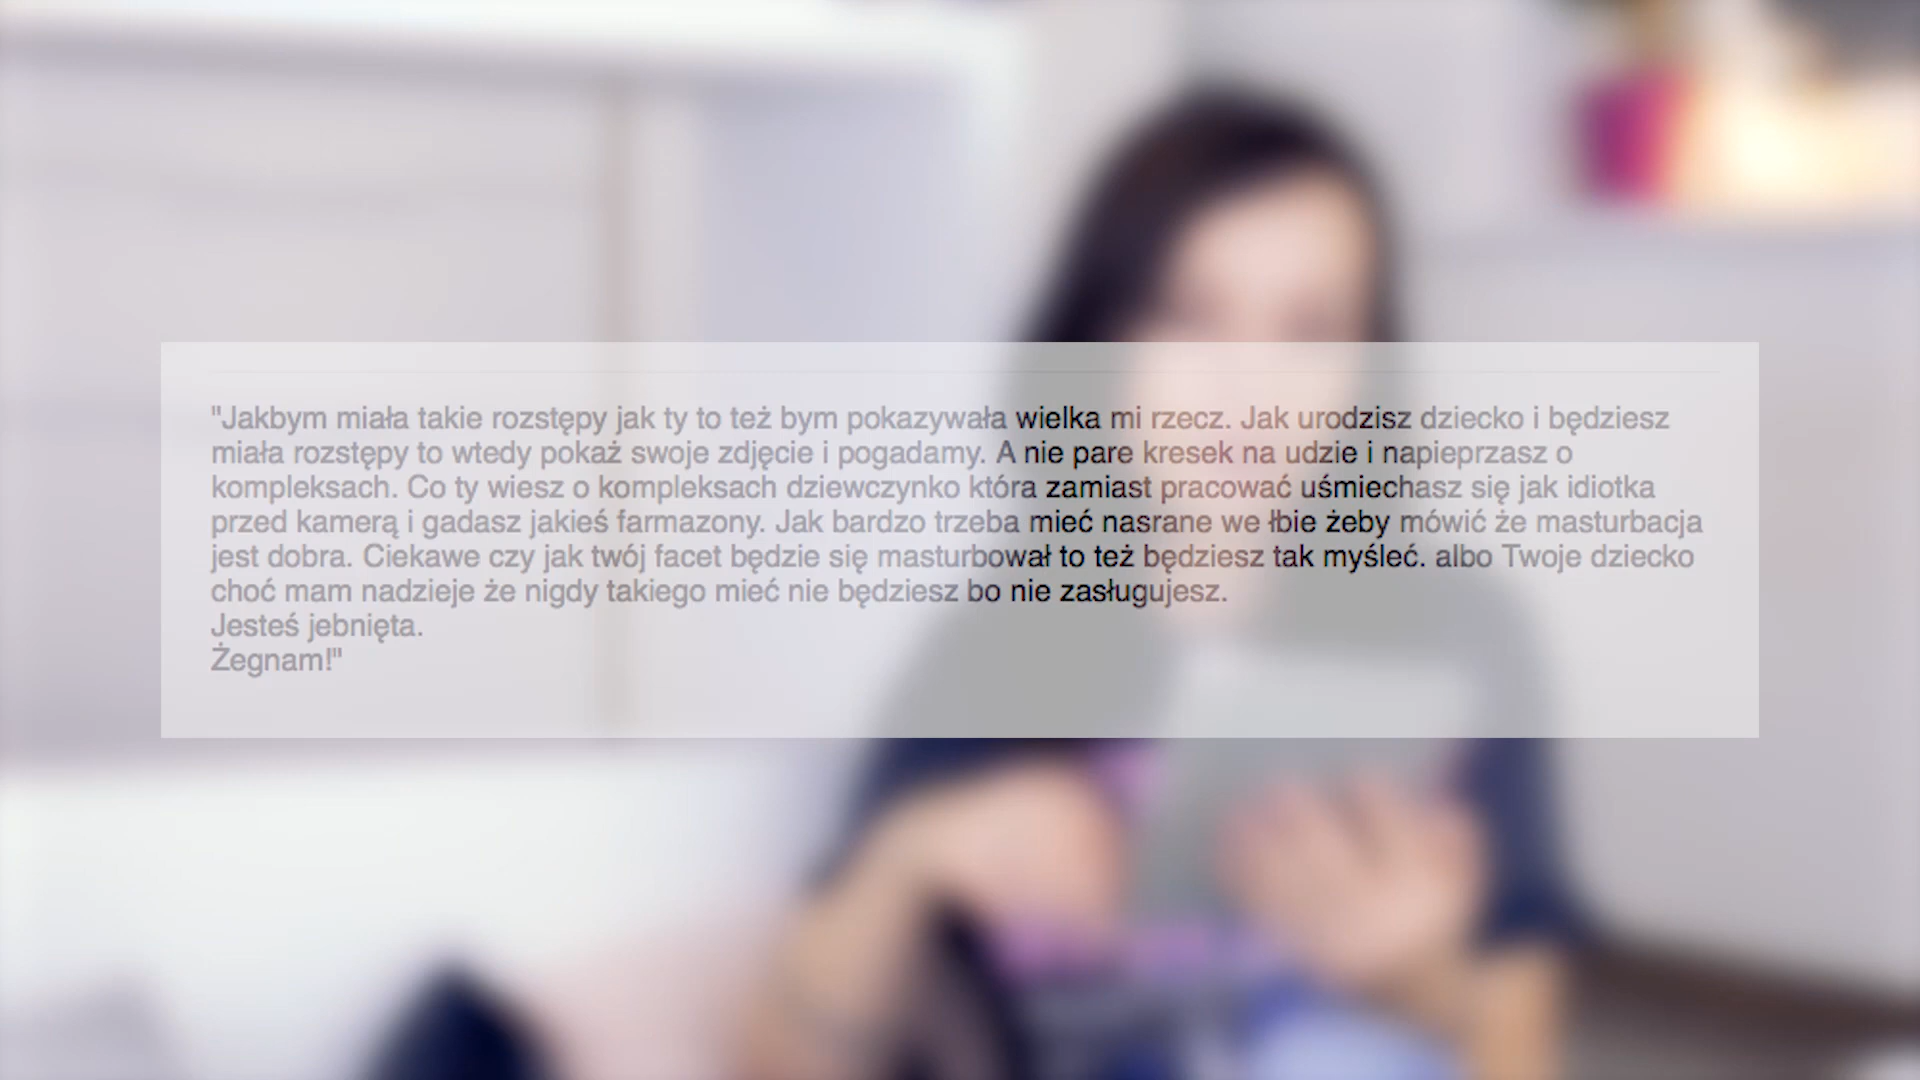 "Jakbym miała takie rozstępy jak ty to też bym pokazywała wielka mi rzecz. Jak urodzisz dziecko i będziesz
miała rozstępy to wtedy pokaż swoje zdjęcie i pogadamy. A nie pare kresek na udzie i napieprzasz o
kompleksach. Co ty wiesz o kompleksach dziewczynko która zamiast pracować uśmiechasz się jak idiotka
przed kamerą i gadasz jakieś farmazony. Jak bardzo trzeba mieć nasrane we łbie żeby mówić że masturbacja
jest dobra. Ciekawe czy jak twój facet będzie się masturbował to też będziesz tak myśleć. albo Twoje dziecko
choć mam nadzieje że nigdy takiego mieć nie będziesz bo nie zasługujesz.
Jesteś jebnięta.
Żegnam!"